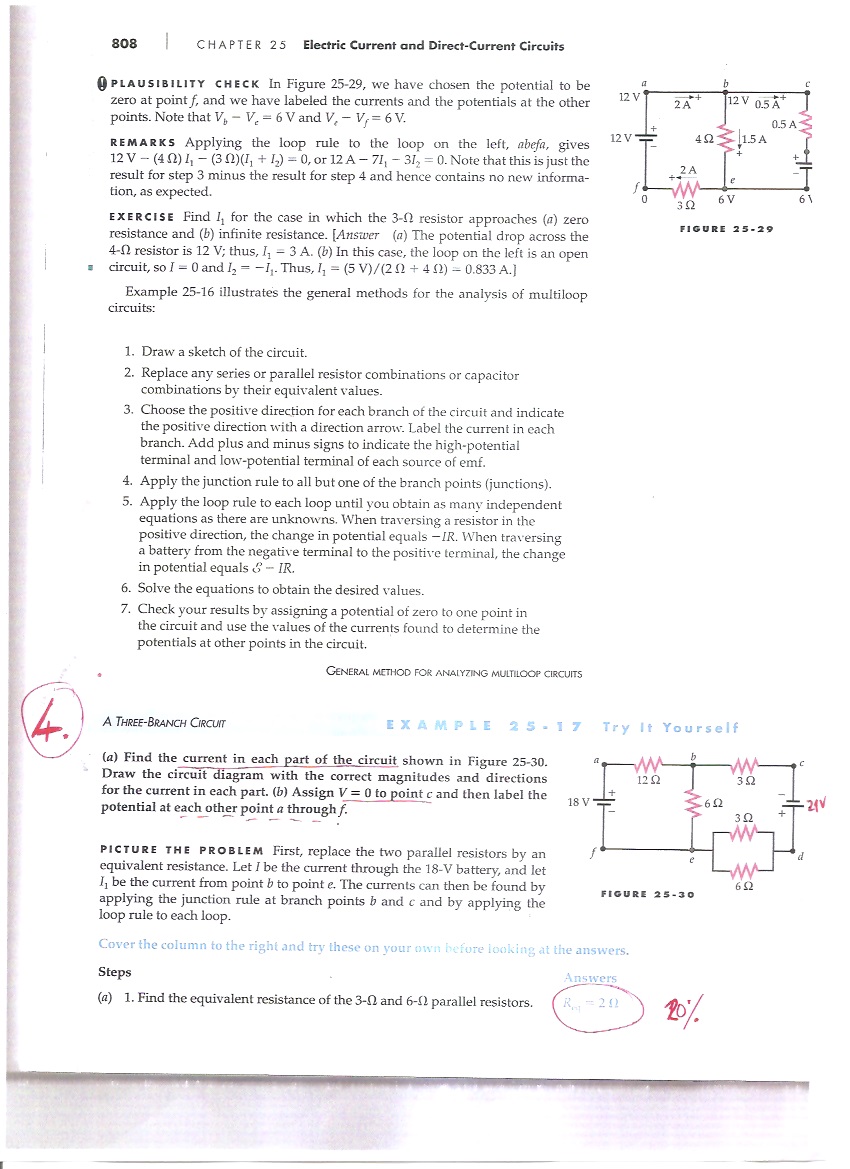 808 | CHAPTER 25 Electric Current and Direct-Current Circuits
PLAUSIBILITY CHECK In Figure 25-29, we have chosen the potential to be
zero at point f, and we have labeled the currents and the potentials at the other
points. Note that V_b − V_e = 6 V and V_e − V_f = 6 V.
REMARKS Applying the loop rule to the loop on the left, abefa, gives
12 V − (4 Ω) I₁ − (3 Ω)(I₁ + I₂) = 0, or 12 A − 7I₁ − 3I₂ = 0. Note that this is just the
result for step 3 minus the result for step 4 and hence contains no new informa-
tion, as expected.
EXERCISE Find I₁ for the case in which the 3-Ω resistor approaches (a) zero
resistance and (b) infinite resistance. [Answer (a) The potential drop across the
4-Ω resistor is 12 V; thus, I₁ = 3 A. (b) In this case, the loop on the left is an open
circuit, so I = 0 and I₂ = −I₁. Thus, I₁ = (5 V)/(2 Ω + 4 Ω) = 0.833 A.]
Example 25-16 illustrates the general methods for the analysis of multiloop
circuits:
a b c
12 V 2 A + 12 V 0.5 A +
0.5 A
12 V + − 4 Ω 1.5 A +
+ −
2 A +
f e
0 3 Ω 6 V 6 V
FIGURE 25-29
1. Draw a sketch of the circuit.
2. Replace any series or parallel resistor combinations or capacitor
combinations by their equivalent values.
3. Choose the positive direction for each branch of the circuit and indicate
the positive direction with a direction arrow. Label the current in each
branch. Add plus and minus signs to indicate the high-potential
terminal and low-potential terminal of each source of emf.
4. Apply the junction rule to all but one of the branch points (junctions).
5. Apply the loop rule to each loop until you obtain as many independent
equations as there are unknowns. When traversing a resistor in the
positive direction, the change in potential equals −IR. When traversing
a battery from the negative terminal to the positive terminal, the change
in potential equals ℰ − IR.
6. Solve the equations to obtain the desired values.
7. Check your results by assigning a potential of zero to one point in
the circuit and use the values of the currents found to determine the
potentials at other points in the circuit.
GENERAL METHOD FOR ANALYZING MULTILOOP CIRCUITS
4.
A THREE-BRANCH CIRCUIT EXAMPLE 25-17 Try It Yourself
(a) Find the current in each part of the circuit shown in Figure 25-30.
Draw the circuit diagram with the correct magnitudes and directions
for the current in each part. (b) Assign V = 0 to point c and then label the
potential at each other point a through f.
a b c
12 Ω 3 Ω
18 V + − 6 Ω − + 21V
3 Ω
f e d
6 Ω
FIGURE 25-30
PICTURE THE PROBLEM First, replace the two parallel resistors by an
equivalent resistance. Let I be the current through the 18-V battery, and let
I₁ be the current from point b to point e. The currents can then be found by
applying the junction rule at branch points b and c and by applying the
loop rule to each loop.
Cover the column to the right and try these on your own before looking at the answers.
Steps Answers
(a) 1. Find the equivalent resistance of the 3-Ω and 6-Ω parallel resistors. R_eq = 2 Ω 20%